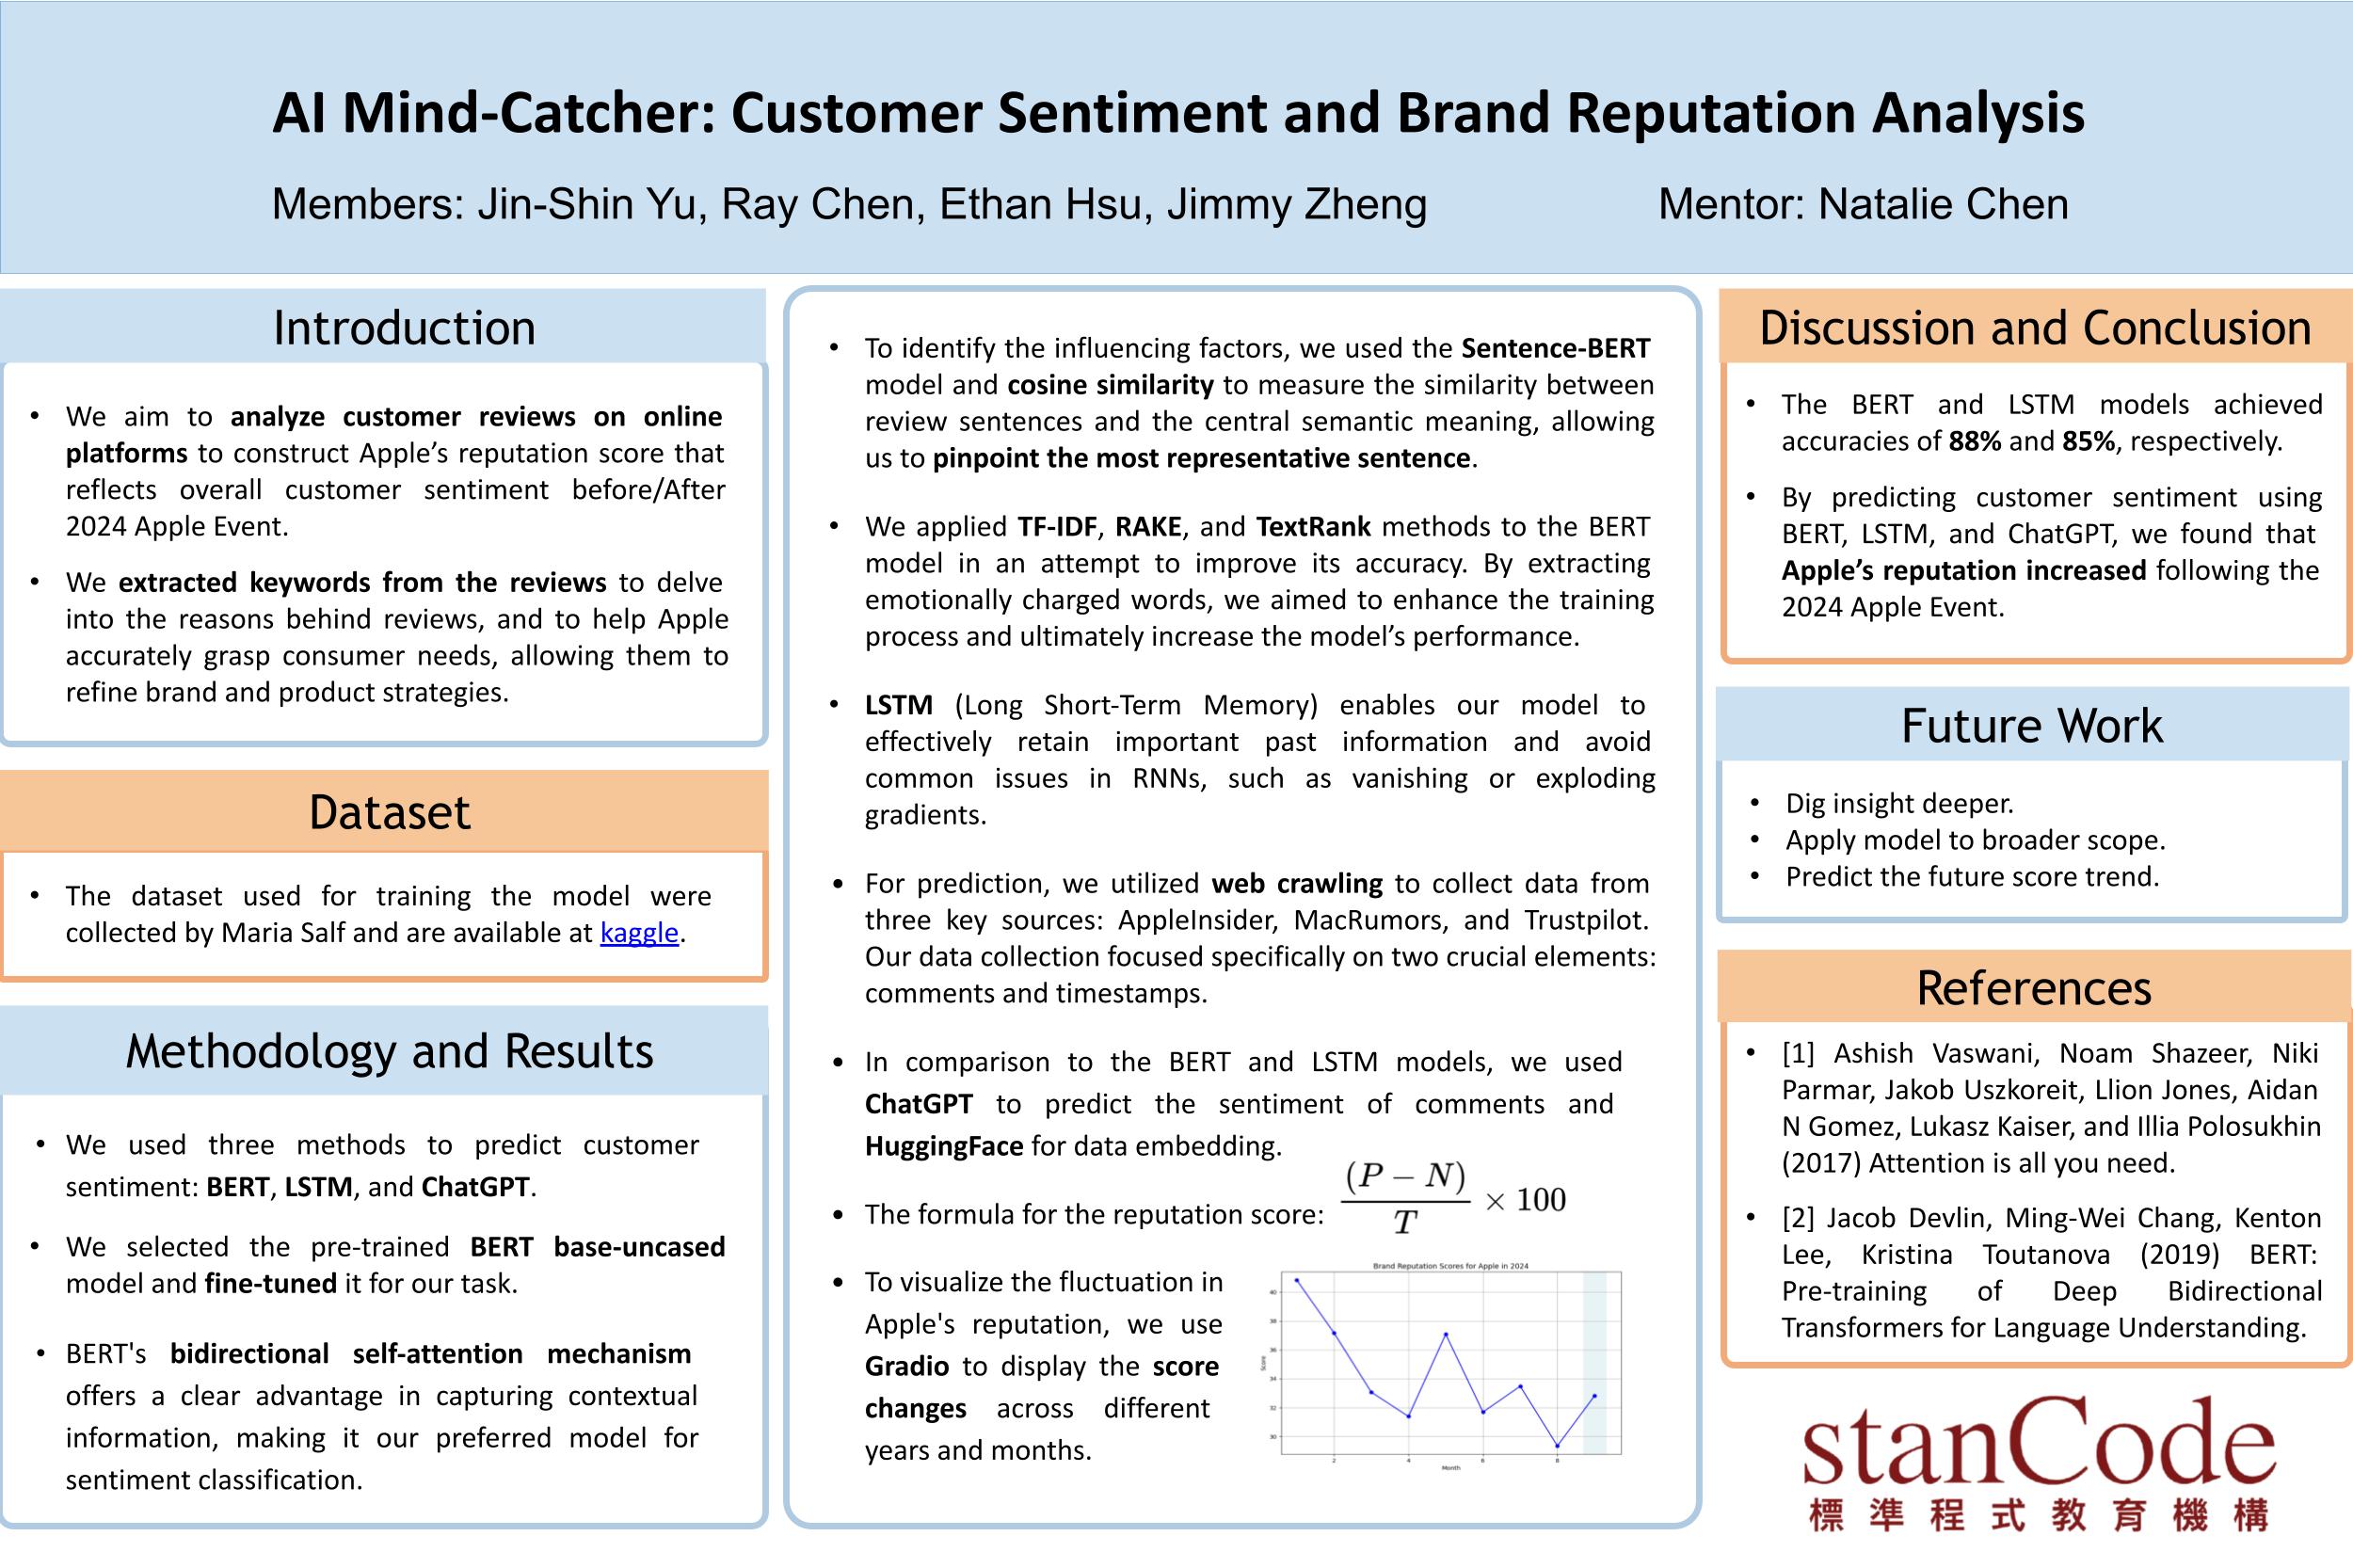 AI Mind-Catcher: Customer Sentiment and Brand Reputation Analysis
Members: Jin-Shin Yu, Ray Chen, Ethan Hsu, Jimmy Zheng
Mentor: Natalie Chen
Introduction
• We aim to analyze customer reviews on online
platforms to construct Apple’s reputation score that
reflects overall customer sentiment before/After
2024 Apple Event.
• We extracted keywords from the reviews to delve
into the reasons behind reviews, and to help Apple
accurately grasp consumer needs, allowing them to
refine brand and product strategies.
Dataset
• The dataset used for training the model were
collected by Maria Salf and are available at kaggle.
Methodology and Results
• We used three methods to predict customer
sentiment: BERT, LSTM, and ChatGPT.
• We selected the pre-trained BERT base-uncased
model and fine-tuned it for our task.
• BERT's bidirectional self-attention mechanism
offers a clear advantage in capturing contextual
information, making it our preferred model for
sentiment classification.
• To identify the influencing factors, we used the Sentence-BERT
model and cosine similarity to measure the similarity between
review sentences and the central semantic meaning, allowing
us to pinpoint the most representative sentence.
• We applied TF-IDF, RAKE, and TextRank methods to the BERT
model in an attempt to improve its accuracy. By extracting
emotionally charged words, we aimed to enhance the training
process and ultimately increase the model’s performance.
• LSTM (Long Short-Term Memory) enables our model to
effectively retain important past information and avoid
common issues in RNNs, such as vanishing or exploding
gradients.
• For prediction, we utilized web crawling to collect data from
three key sources: AppleInsider, MacRumors, and Trustpilot.
Our data collection focused specifically on two crucial elements:
comments and timestamps.
• In comparison to the BERT and LSTM models, we used
ChatGPT to predict the sentiment of comments and
HuggingFace for data embedding.
• The formula for the reputation score: (P − N) / T × 100
• To visualize the fluctuation in
Apple's reputation, we use
Gradio to display the score
changes across different
years and months.
Brand Reputation Scores for Apple in 2024
Score
40
38
36
34
32
30
2 4 6 8
Month
Discussion and Conclusion
• The BERT and LSTM models achieved
accuracies of 88% and 85%, respectively.
• By predicting customer sentiment using
BERT, LSTM, and ChatGPT, we found that
Apple’s reputation increased following the
2024 Apple Event.
Future Work
• Dig insight deeper.
• Apply model to broader scope.
• Predict the future score trend.
References
• [1] Ashish Vaswani, Noam Shazeer, Niki
Parmar, Jakob Uszkoreit, Llion Jones, Aidan
N Gomez, Lukasz Kaiser, and Illia Polosukhin
(2017) Attention is all you need.
• [2] Jacob Devlin, Ming-Wei Chang, Kenton
Lee, Kristina Toutanova (2019) BERT:
Pre-training of Deep Bidirectional
Transformers for Language Understanding.
stanCode
標準程式教育機構